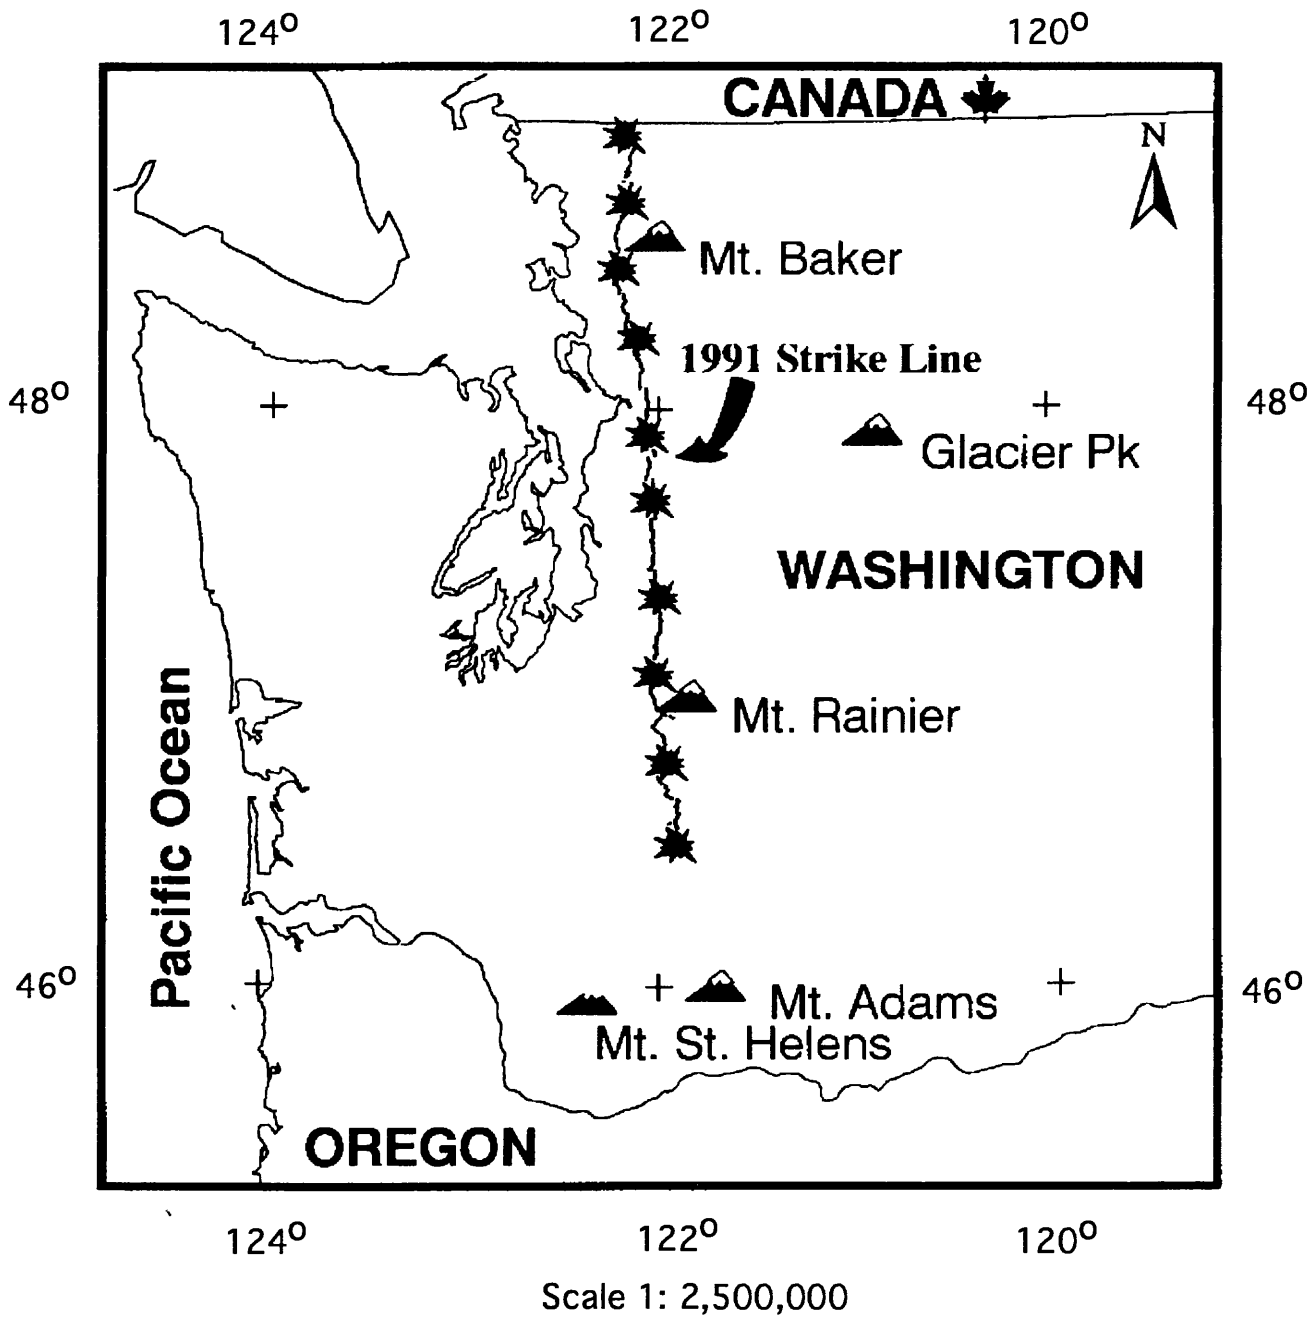 124° 122° 120°
CANADA
N
Mt. Baker
1991 Strike Line
48° 48°
Glacier Pk
WASHINGTON
Mt. Rainier
Pacific Ocean
46° 46°
Mt. Adams
Mt. St. Helens
OREGON
124° 122° 120°
Scale 1: 2,500,000